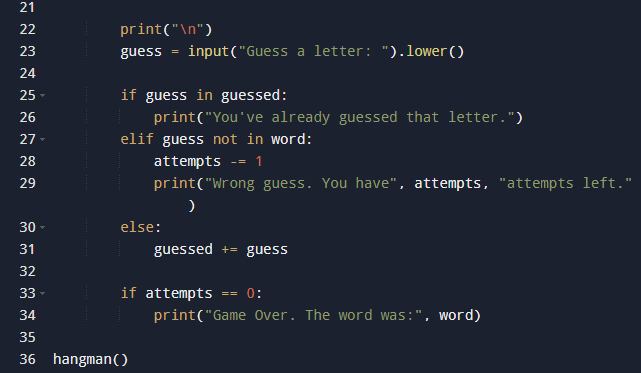 21
22 print("\n")
23 guess = input("Guess a letter: ").lower()
24
25 if guess in guessed:
26 print("You've already guessed that letter.")
27 elif guess not in word:
28 attempts -= 1
29 print("Wrong guess. You have", attempts, "attempts left."
)
30 else:
31 guessed += guess
32
33 if attempts == 0:
34 print("Game Over. The word was:", word)
35
36 hangman()